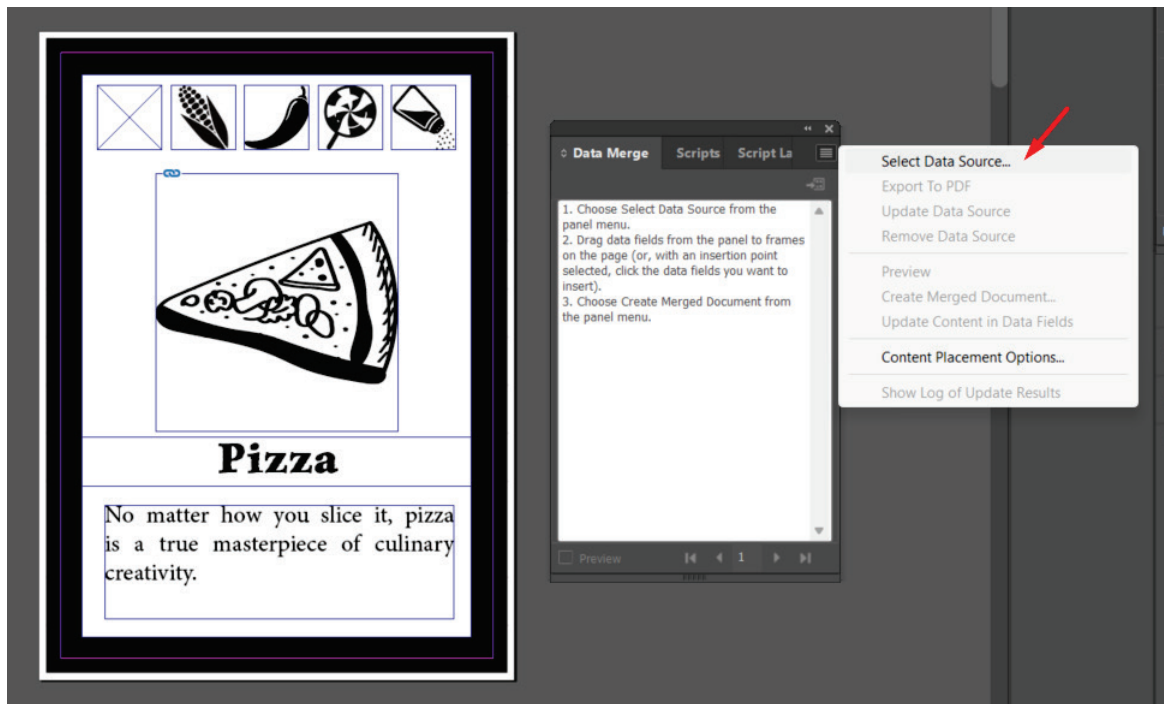 Pizza
No matter how you slice it, pizza
is a true masterpiece of culinary
creativity.
Data Merge
Scripts
Script La
1. Choose Select Data Source from the
panel menu.
2. Drag data fields from the panel to frames
on the page (or, with an insertion point
selected, click the data fields you want to
insert).
3. Choose Create Merged Document from
the panel menu.
Preview
1
Select Data Source...
Export To PDF
Update Data Source
Remove Data Source
Preview
Create Merged Document...
Update Content in Data Fields
Content Placement Options...
Show Log of Update Results